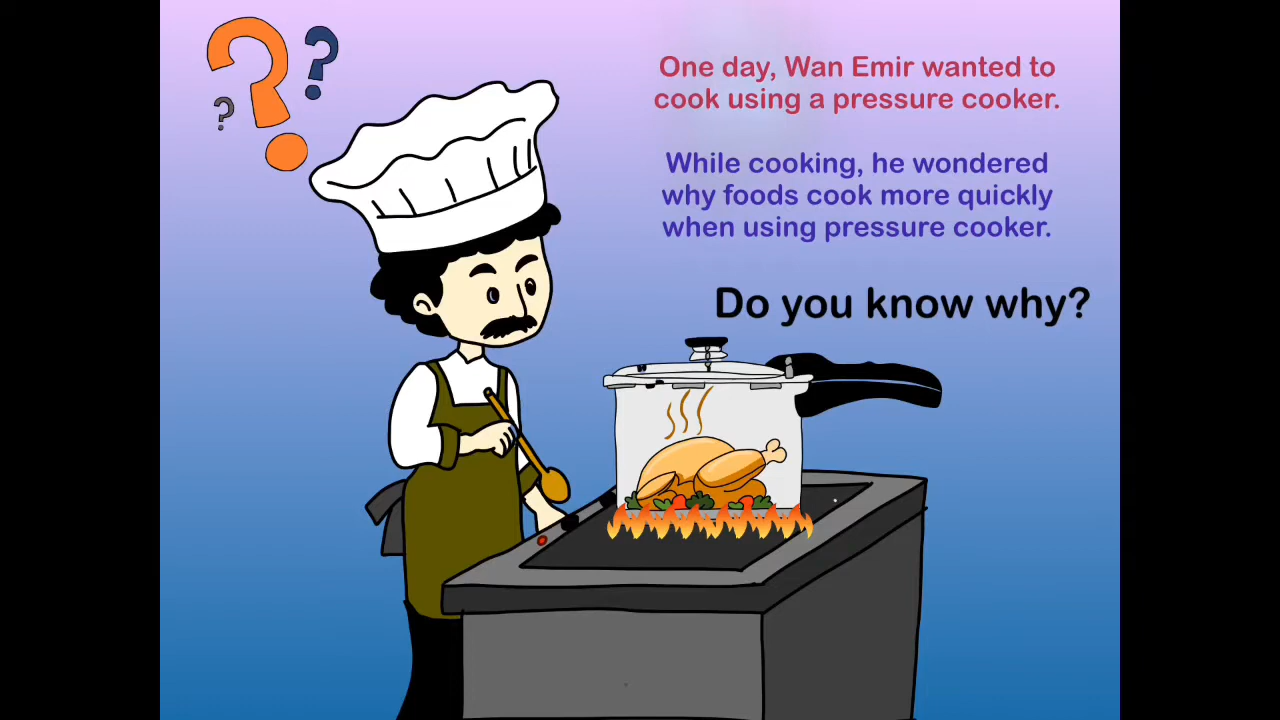 ? ? ?
One day, Wan Emir wanted to
cook using a pressure cooker.
While cooking, he wondered
why foods cook more quickly
when using pressure cooker.
Do you know why?